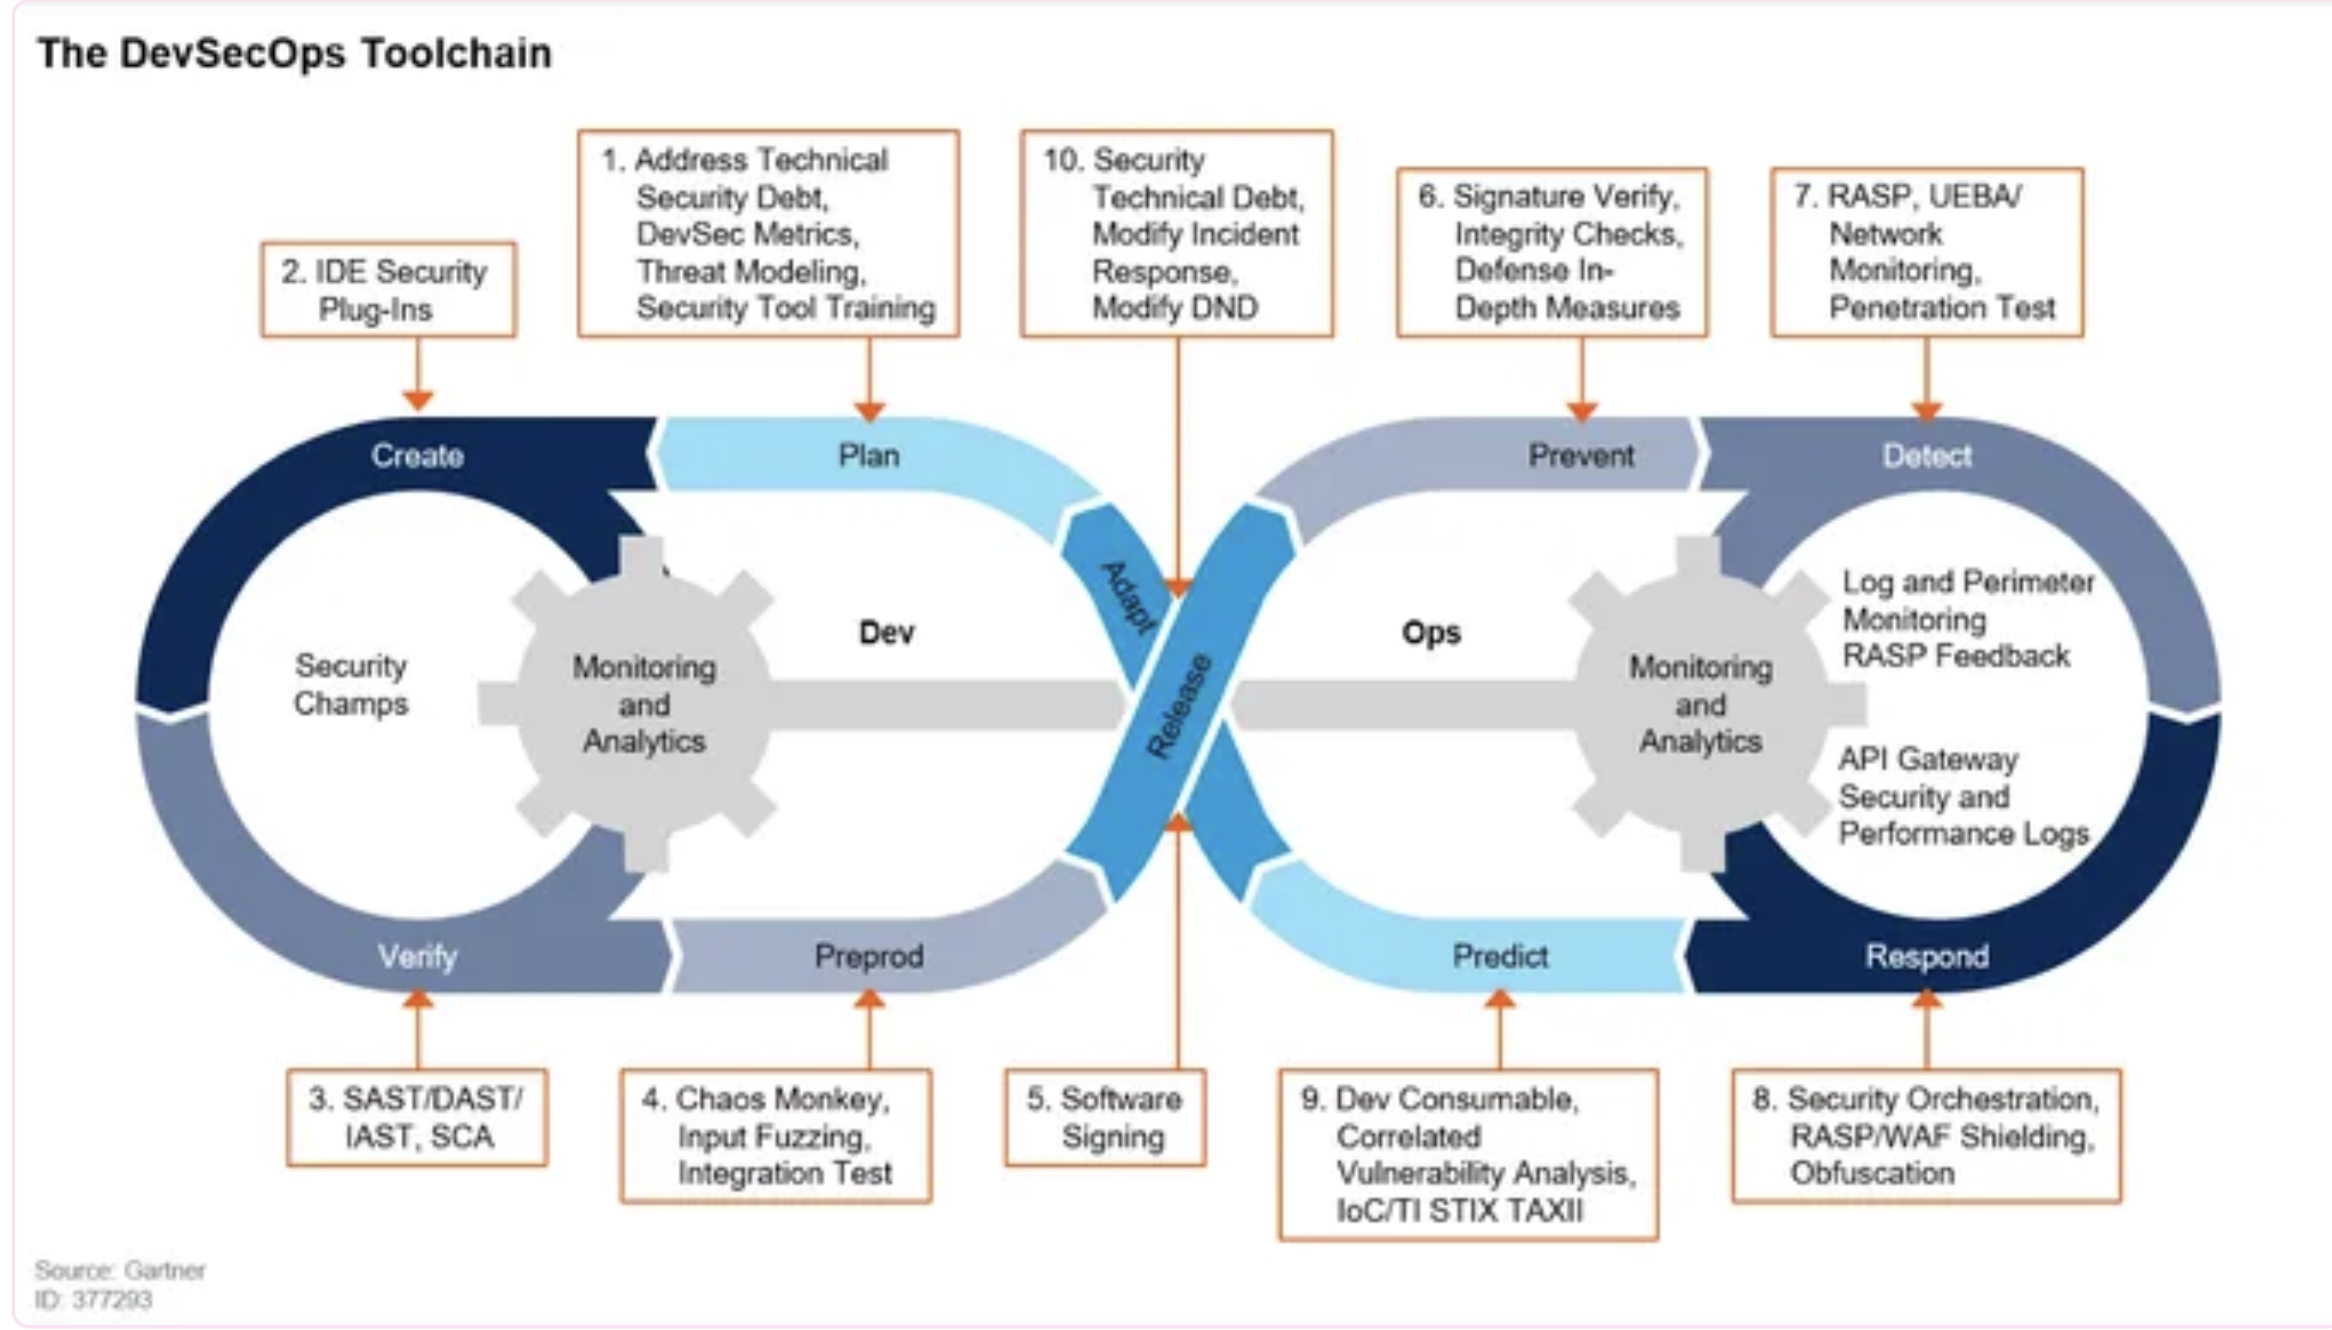 The DevSecOps Toolchain
1. Address Technical
Security Debt,
DevSec Metrics,
Threat Modeling,
Security Tool Training
10. Security
Technical Debt,
Modify Incident
Response,
Modify DND
6. Signature Verify,
Integrity Checks,
Defense In-
Depth Measures
7. RASP, UEBA/
Network
Monitoring,
Penetration Test
2. IDE Security
Plug-Ins
Create
Plan
Prevent
Detect
Adapt
Release
Dev
Ops
Security
Champs
Monitoring
and
Analytics
Monitoring
and
Analytics
Log and Perimeter
Monitoring
RASP Feedback
API Gateway
Security and
Performance Logs
Verify
Preprod
Predict
Respond
3. SAST/DAST/
IAST, SCA
4. Chaos Monkey,
Input Fuzzing,
Integration Test
5. Software
Signing
9. Dev Consumable,
Correlated
Vulnerability Analysis,
IoC/TI STIX TAXII
8. Security Orchestration,
RASP/WAF Shielding,
Obfuscation
Source: Gartner
ID: 377293